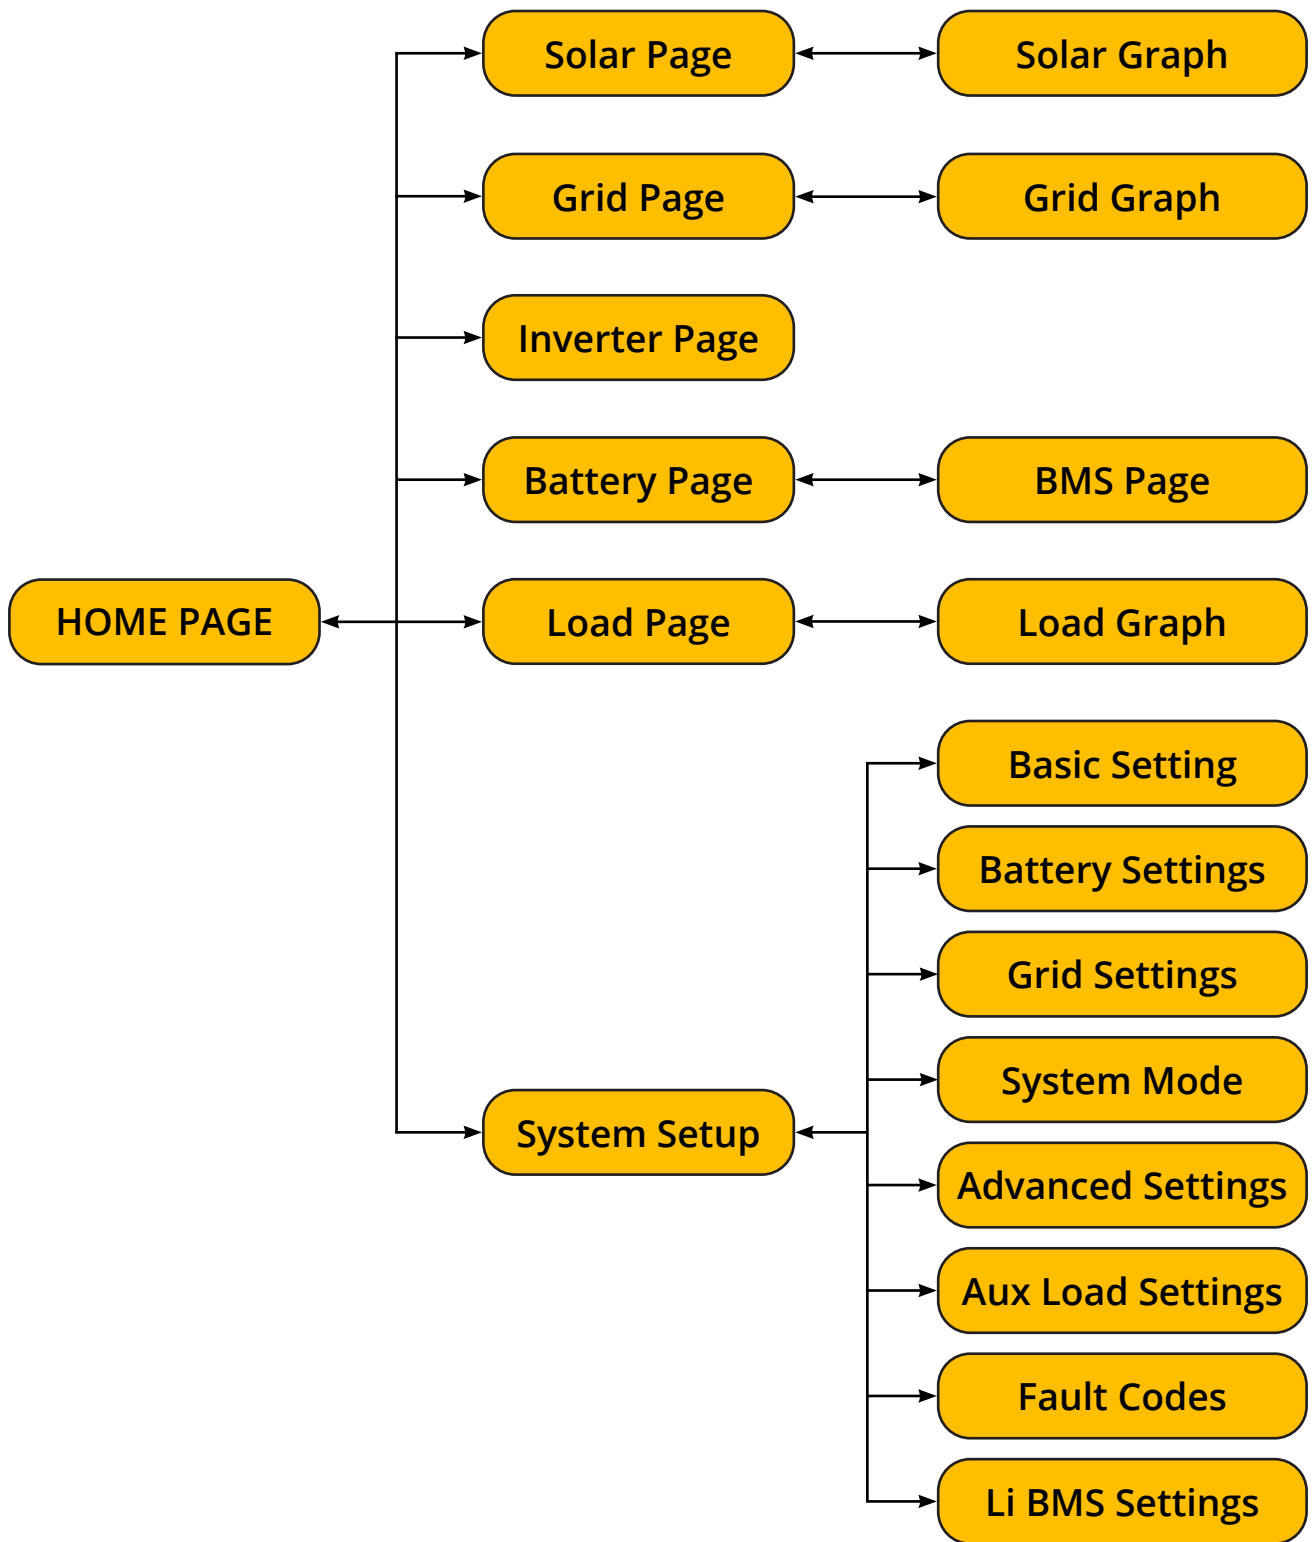 Solar Page
Solar Graph
Grid Page
Grid Graph
Inverter Page
Battery Page
BMS Page
HOME PAGE
Load Page
Load Graph
Basic Setting
Battery Settings
Grid Settings
System Mode
System Setup
Advanced Settings
Aux Load Settings
Fault Codes
Li BMS Settings